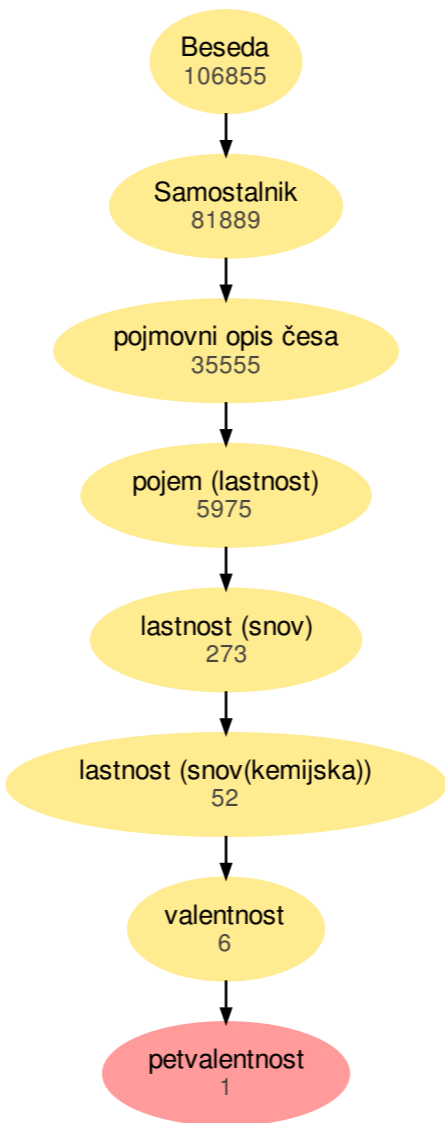 Beseda
106855
Samostalnik
81889
pojmovni opis česa
35555
pojem (lastnost)
5975
lastnost (snov)
273
lastnost (snov(kemijska))
52
valentnost
6
petvalentnost
1